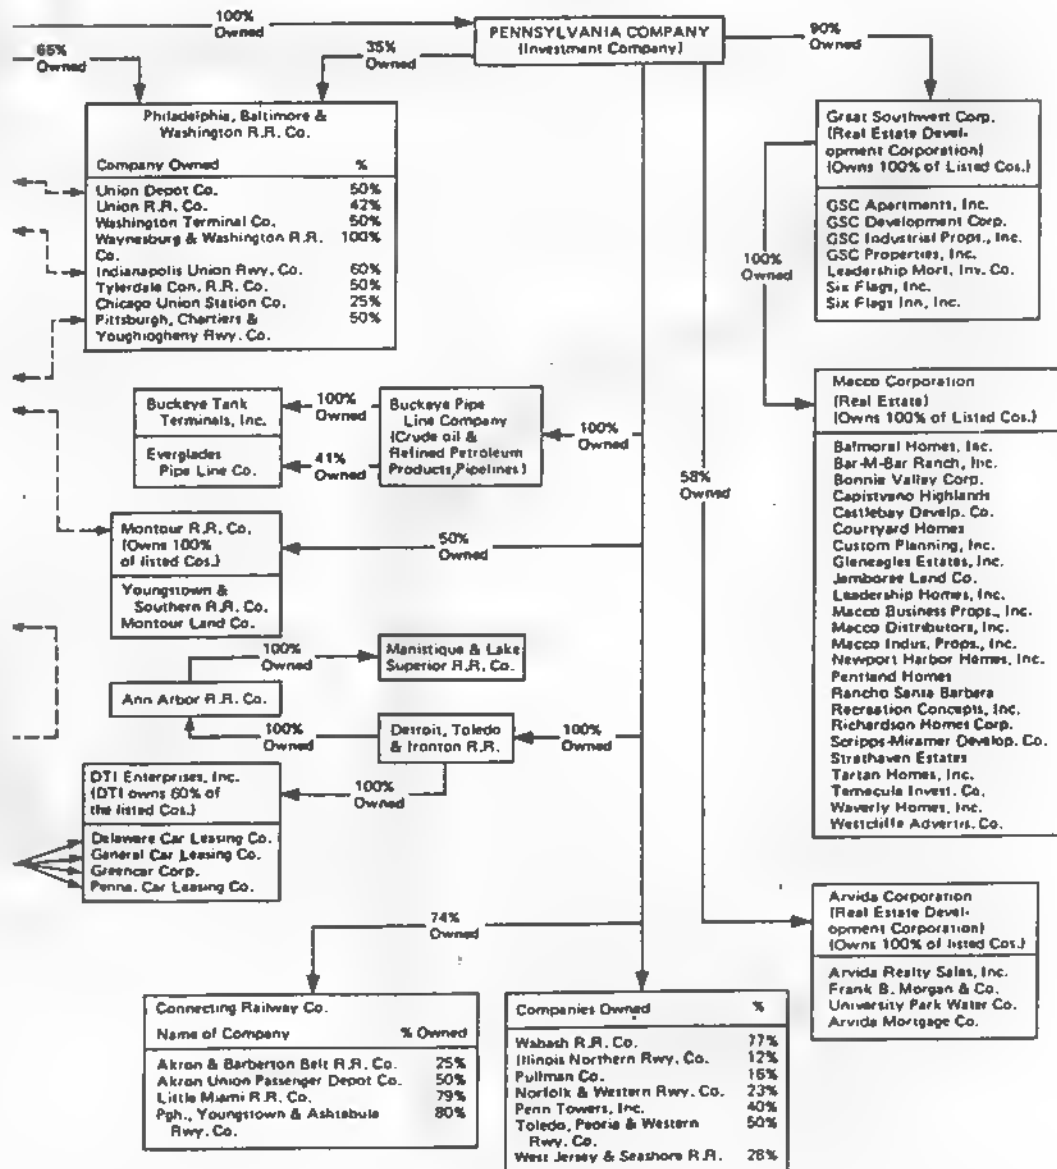 100%
Owned
PENNSYLVANIA COMPANY
(Investment Company)
90%
Owned
65%
Owned
35%
Owned
Philadelphia, Baltimore &
Washington R.R. Co.
Company Owned %
Union Depot Co. 50%
Union R.R. Co. 42%
Washington Terminal Co. 50%
Waynesburg & Washington R.R. 100%
Co.
Indianapolis Union Rwy. Co. 60%
Tylerdale Con. R.R. Co. 50%
Chicago Union Station Co. 25%
Pittsburgh, Chartiers & 50%
Youghiogheny Rwy. Co.
Great Southwest Corp.
(Real Estate Devel-
opment Corporation)
(Owns 100% of Listed Cos.)
GSC Apartments, Inc.
GSC Development Corp.
GSC Industrial Props., Inc.
GSC Properties, Inc.
Leadership Mort. Inv. Co.
Six Flags, Inc.
Six Flags Inn, Inc.
100%
Owned
Macco Corporation
(Real Estate)
(Owns 100% of Listed Cos.)
Balmoral Homes, Inc.
Bar-M-Bar Ranch, Inc.
Bonnie Valley Corp.
Capistvano Highlands
Castlebay Develp. Co.
Courtyard Homes
Custom Planning, Inc.
Gleneagles Estates, Inc.
Jamboree Land Co.
Leadership Homes, Inc.
Macco Business Props., Inc.
Macco Distributors, Inc.
Macco Indus. Props., Inc.
Newport Harbor Homes, Inc.
Pentland Homes
Rancho Santa Barbara
Recreation Concepts, Inc.
Richardson Homes Corp.
Scripps-Miramer Develop. Co.
Strathaven Estates
Tartan Homes, Inc.
Temecula Invest. Co.
Waverly Homes, Inc.
Westcliffe Advertis. Co.
Buckeye Tank
Terminals, Inc.
Everglades
Pipe Line Co.
100%
Owned
41%
Owned
Buckeye Pipe
Line Company
(Crude oil &
Refined Petroleum
Products, Pipelines)
100%
Owned
58%
Owned
Montour R.R. Co.
(Owns 100%
of listed Cos.)
Youngstown &
Southern R.R. Co.
Montour Land Co.
50%
Owned
100%
Owned
Manistique & Lake
Superior R.R. Co.
Ann Arbor R.R. Co.
100%
Owned
Detroit, Toledo
& Ironton R.R.
100%
Owned
DTI Enterprises, Inc.
(DTI owns 60% of
the listed Cos.)
Delaware Car Leasing Co.
General Car Leasing Co.
Greencar Corp.
Penna. Car Leasing Co.
100%
Owned
74%
Owned
Arvida Corporation
(Real Estate Devel-
opment Corporation)
(Owns 100% of listed Cos.)
Arvida Realty Sales, Inc.
Frank B. Morgan & Co.
University Park Water Co.
Arvida Mortgage Co.
Connecting Railway Co.
Name of Company % Owned
Akron & Barberton Belt R.R. Co. 25%
Akron Union Passenger Depot Co. 50%
Little Miami R.R. Co. 79%
Pgh., Youngstown & Ashtabula 80%
Rwy. Co.
Companies Owned %
Wabash R.R. Co. 77%
Illinois Northern Rwy. Co. 12%
Pullman Co. 16%
Norfolk & Western Rwy. Co. 23%
Penn Towers, Inc. 40%
Toledo, Peoria & Western 50%
Rwy. Co.
West Jersey & Seashore R.R. 28%